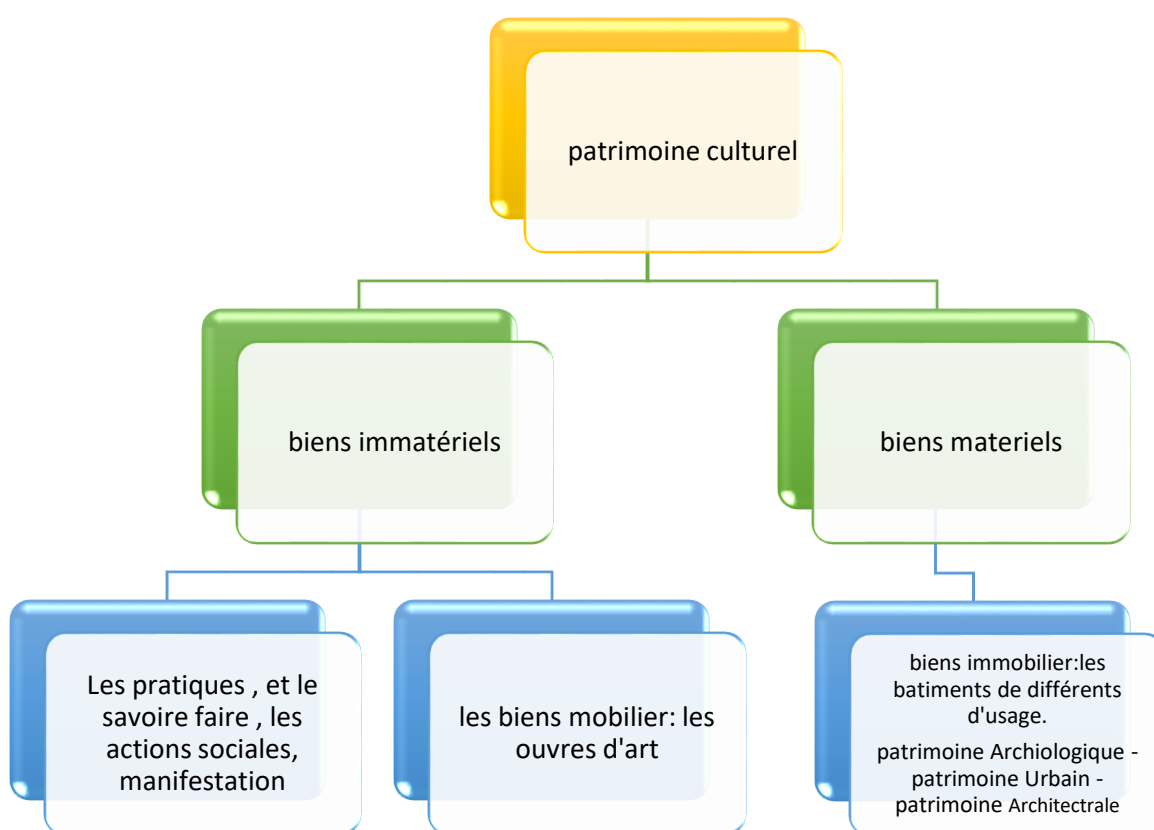 patrimoine culturel
biens immatériels
biens materiels
Les pratiques , et le
savoire faire , les
actions sociales,
manifestation
les biens mobilier: les
ouvres d'art
biens immobilier:les
batiments de différents
d'usage.
patrimoine Archiologique -
patrimoine Urbain -
patrimoine Architectrale